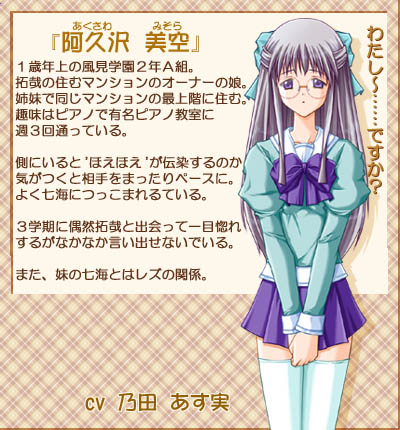 あくさわ　みそら
『阿久沢 美空』
１歳年上の風見学園２年Ａ組。
拓哉の住むマンションのオーナーの娘。
姉妹で同じマンションの最上階に住む。
趣味はピアノで有名ピアノ教室に
週３回通っている。
側にいると'ほえほえ'が伝染するのか
気がつくと相手をまったりペースに。
よく七海につっこまれるている。
３学期に偶然拓哉と出会って一目惚れ
するがなかなか言い出せないでいる。
また、妹の七海とはレズの関係。
わたし～……ですか？
cv 乃田 あす実